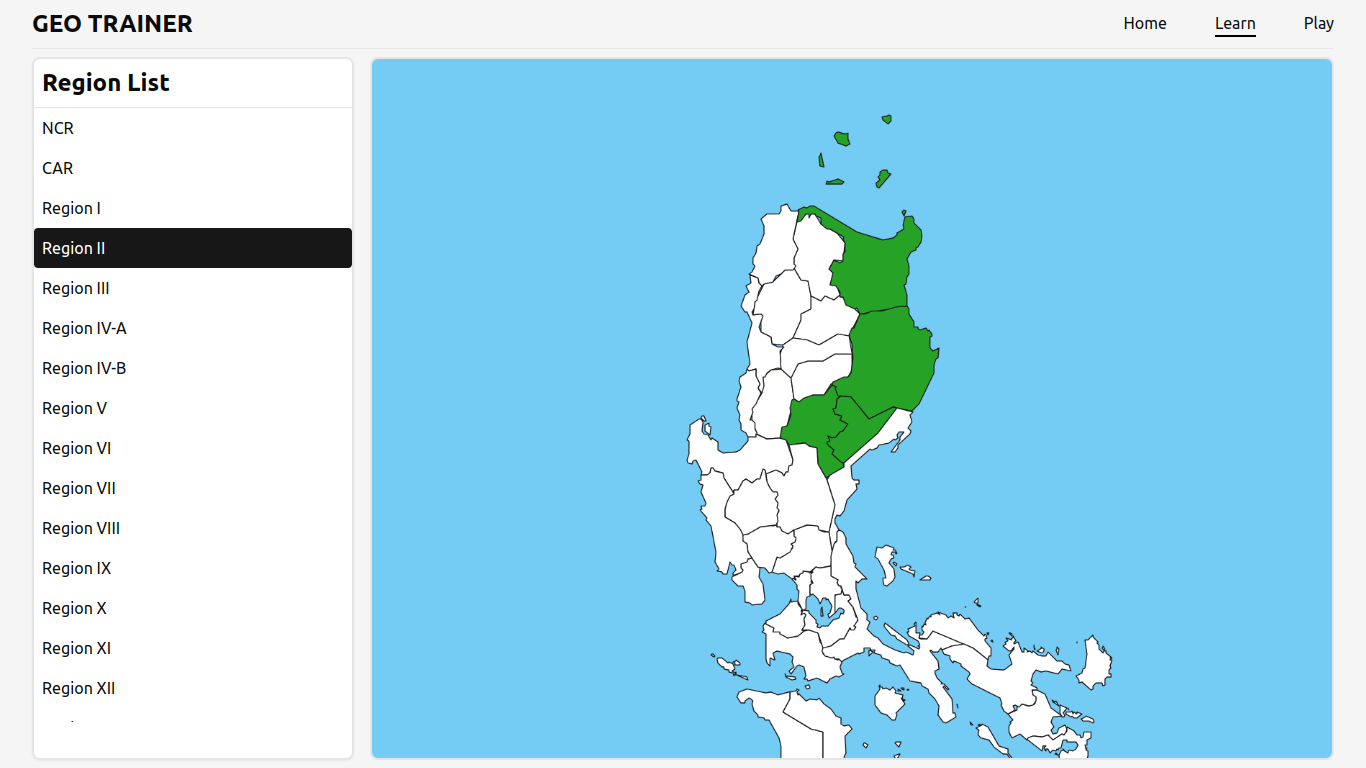 GEO TRAINER
Home
Learn
Play
Region List
NCR
CAR
Region I
Region II
Region III
Region IV-A
Region IV-B
Region V
Region VI
Region VII
Region VIII
Region IX
Region X
Region XI
Region XII